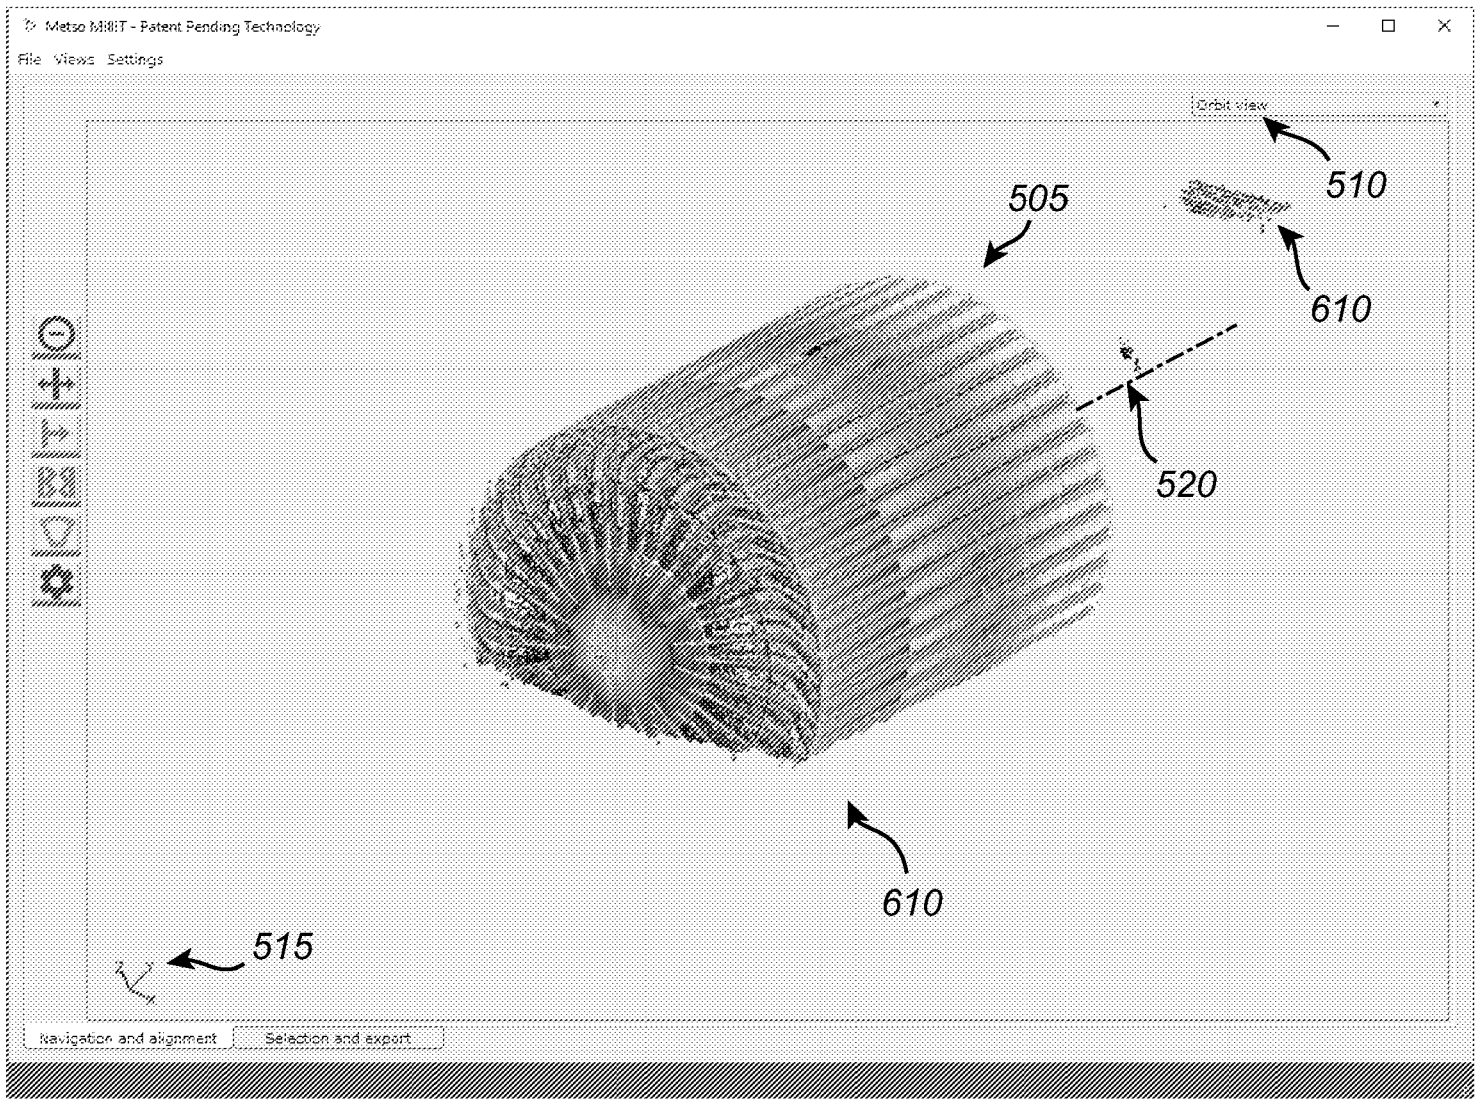 Metso MillIT - Patent Pending Technology
File Views Settings
Orbit view
510
505
610
520
610
515
Z Y
X
Navigation and alignment Selection and export